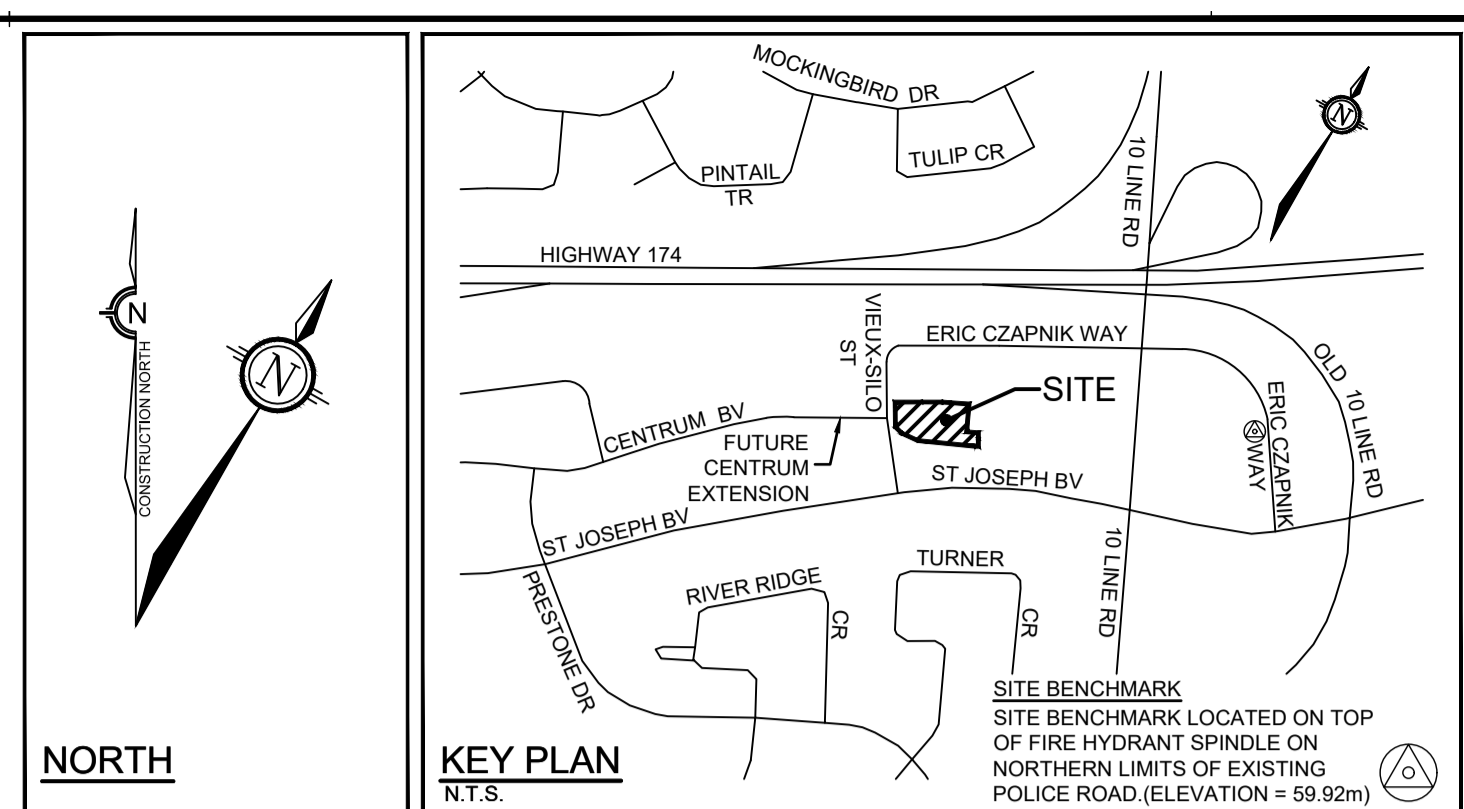 N
CONSTRUCTION NORTH
N
NORTH
MOCKINGBIRD DR
N
10 LINE RD
TULIP CR
PINTAIL
TR
HIGHWAY 174
VIEUX-SILO
ST
ERIC CZAPNIK WAY
OLD 10 LINE RD
SITE
ERIC CZAPNIK
WAY
CENTRUM BV
FUTURE
CENTRUM
EXTENSION
ST JOSEPH BV
ST JOSEPH BV
10 LINE RD
TURNER
CR
RIVER RIDGE
CR
PRESTONE DR
SITE BENCHMARK
SITE BENCHMARK LOCATED ON TOP
OF FIRE HYDRANT SPINDLE ON
NORTHERN LIMITS OF EXISTING
POLICE ROAD.(ELEVATION = 59.92m)
KEY PLAN
N.T.S.